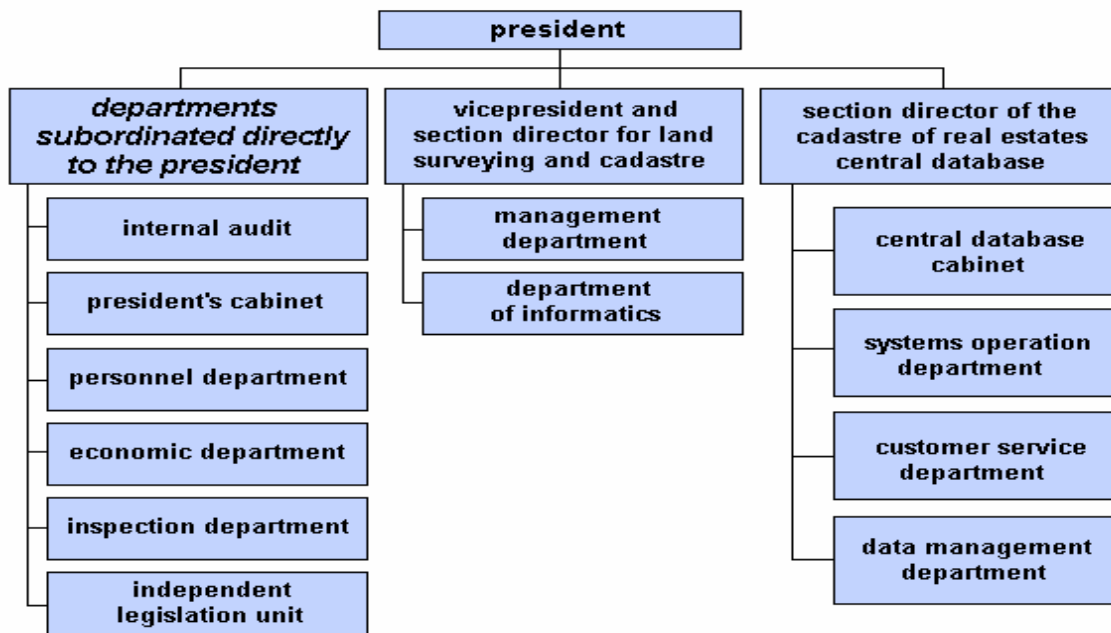 president
departments
subordinated directly
to the president
internal audit
president's cabinet
personnel department
economic department
inspection department
independent
legislation unit
vicepresident and
section director for land
surveying and cadastre
management
department
department
of informatics
section director of the
cadastre of real estates
central database
central database
cabinet
systems operation
department
customer service
department
data management
department